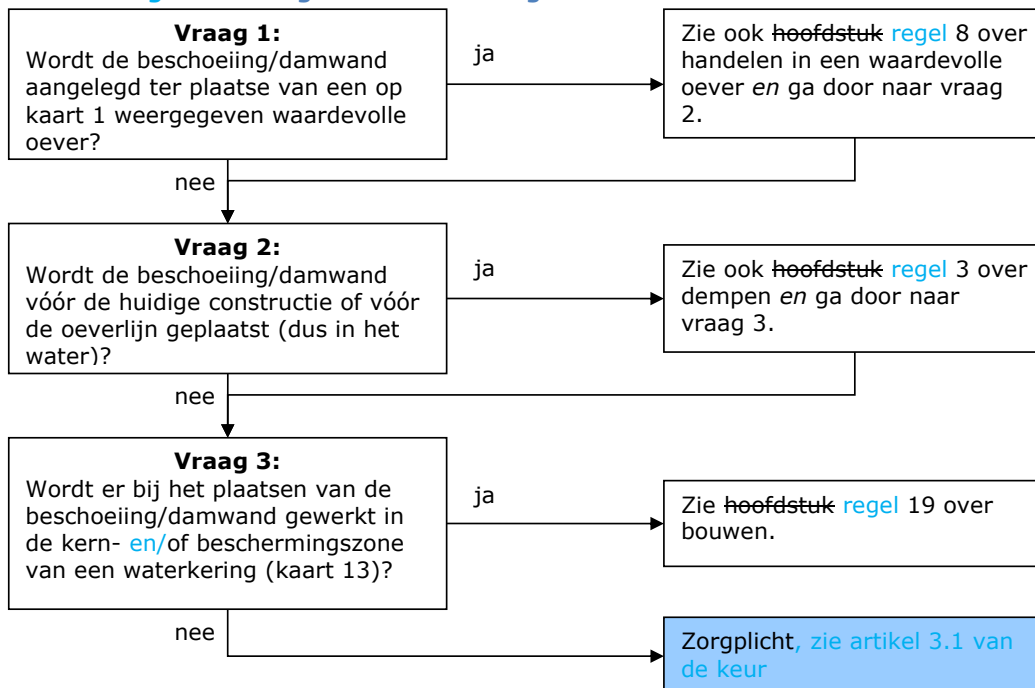 Vraag 1:
Wordt de beschoeiing/damwand
aangelegd ter plaatse van een op
kaart 1 weergegeven waardevolle
oever?
ja
Zie ook hoofdstuk regel 8 over
handelen in een waardevolle
oever en ga door naar vraag
2.
nee
Vraag 2:
Wordt de beschoeiing/damwand
vóór de huidige constructie of vóór
de oeverlijn geplaatst (dus in het
water)?
ja
Zie ook hoofdstuk regel 3 over
dempen en ga door naar
vraag 3.
nee
Vraag 3:
Wordt er bij het plaatsen van de
beschoeiing/damwand gewerkt in
de kern- en/of beschermingszone
van een waterkering (kaart 13)?
ja
Zie hoofdstuk regel 19 over
bouwen.
nee
Zorgplicht, zie artikel 3.1 van
de keur